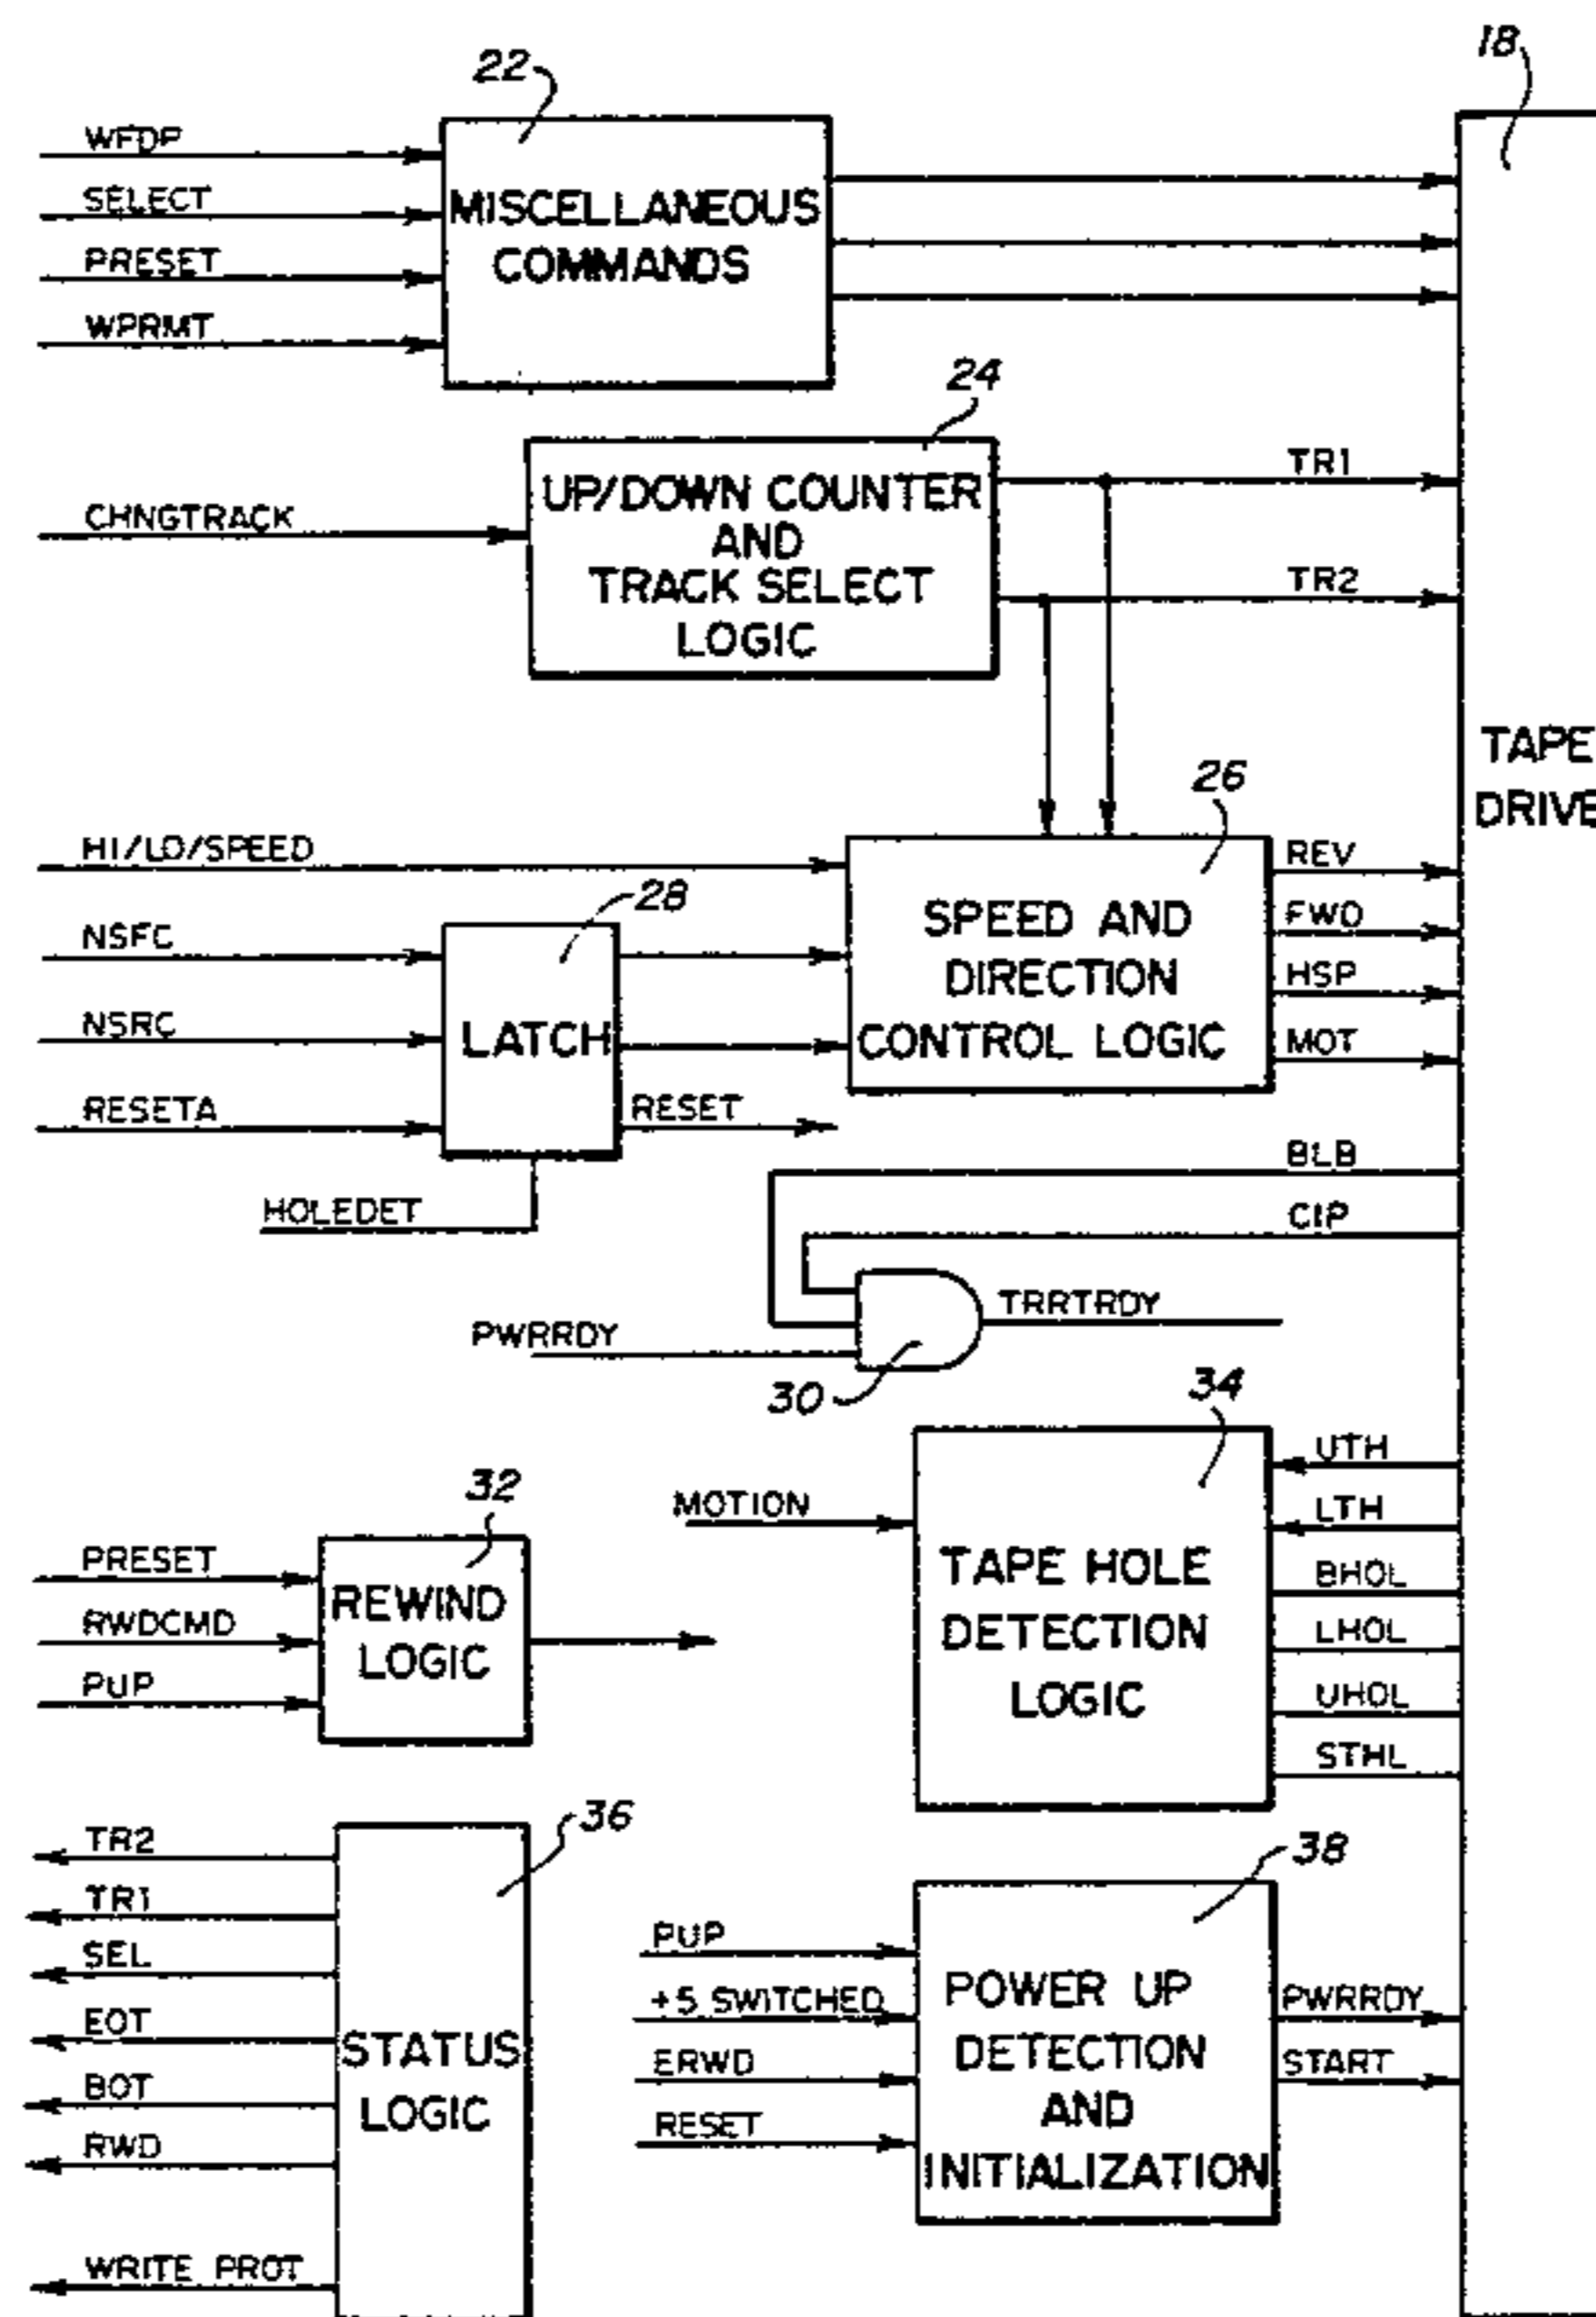 22
18
WFDP
SELECT
PRESET
WPRMT
MISCELLANEOUS
COMMANDS
24
CHNGTRACK
UP/DOWN COUNTER
AND
TRACK SELECT
LOGIC
TR1
TR2
TAPE
DRIVE
26
HI/LO/SPEED
28
NSFC
NSRC
RESETA
LATCH
RESET
HOLEDET
SPEED AND
DIRECTION
CONTROL LOGIC
REV
FWD
HSP
MOT
BLB
CIP
PWRRDY
TRRTRDY
30
34
MOTION
TAPE HOLE
DETECTION
LOGIC
UTH
LTH
BHOL
LHOL
UHOL
STHL
32
PRESET
RWDCMD
PUP
REWIND
LOGIC
36
TR2
TR1
SEL
EOT
BOT
RWD
WRITE PROT
STATUS
LOGIC
38
PUP
+5 SWITCHED
ERWD
RESET
POWER UP
DETECTION
AND
INITIALIZATION
PWRRDY
START